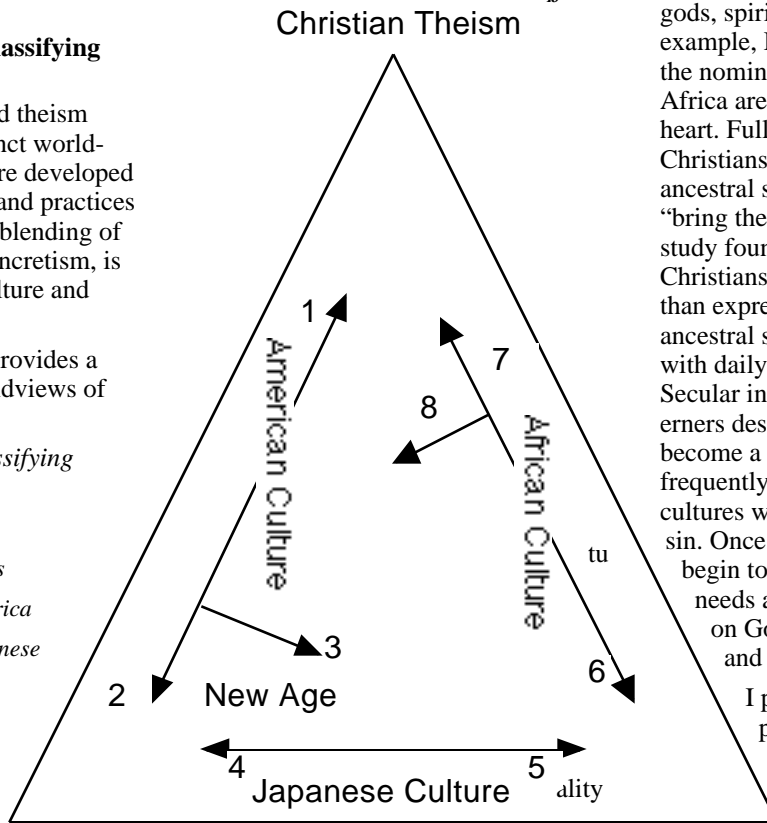 Christian Theism
assifying
d theism
nct world-
re developed
and practices
blending of
ncretism, is
lture and
rovides a
dviews of
ssifying
s
rica
nese
1
American Culture
2
3
New Age
4
5
Japanese Culture
ality
7
8
African Culture
tu
6
gods, spiri
example, 
the nomin
Africa are
heart. Full
Christians
ancestral s
“bring the
study four
Christians
than expre
ancestral s
with daily
Secular in
erners des
become a
frequently
cultures w
sin. Once
begin to
needs a
on Go
and
I p
p